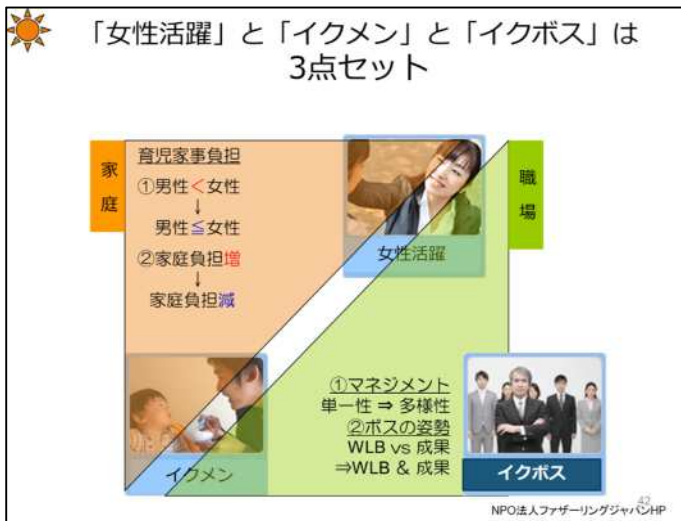 「女性活躍」と「イクメン」と「イクボス」は
3点セット
家庭
育児家事負担
①男性<女性
↓
男性≦女性
②家庭負担増
↓
家庭負担減
女性活躍
職場
イクメン
①マネジメント
単一性 ⇒ 多様性
②ボスの姿勢
WLB vs 成果
⇒WLB & 成果
イクボス
42
NPO法人ファザーリングジャパンHP